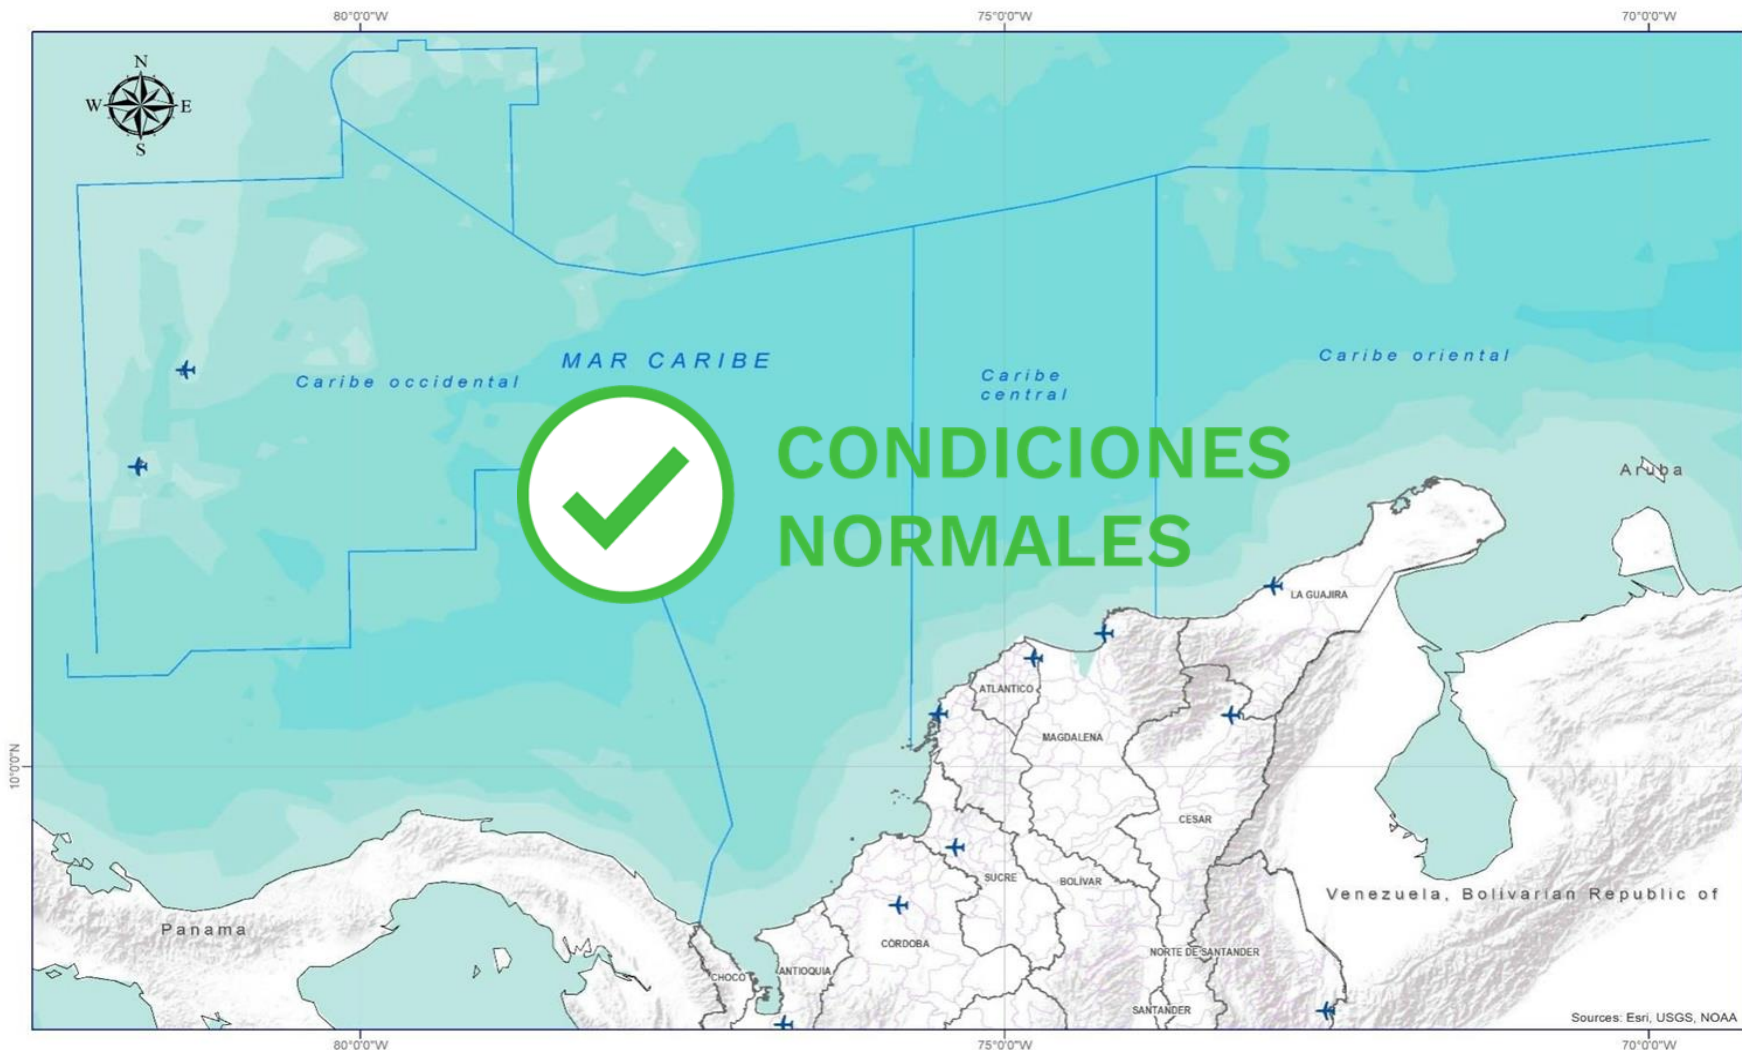 80°0'0"W
75°0'0"W
70°0'0"W
N
W E
S
MAR CARIBE
Caribe occidental
Caribe
central
Caribe oriental
CONDICIONES
NORMALES
Aruba
LA GUAJIRA
ATLANTICO
MAGDALENA
10°0'0"N
CESAR
SUCRE
BOLÍVAR
Venezuela, Bolivarian Republic of
Panama
CÓRDOBA
NORTE DE SANTANDER
CHOCO
ANTIOQUIA
SANTANDER
Sources: Esri, USGS, NOAA
80°0'0"W
75°0'0"W
70°0'0"W